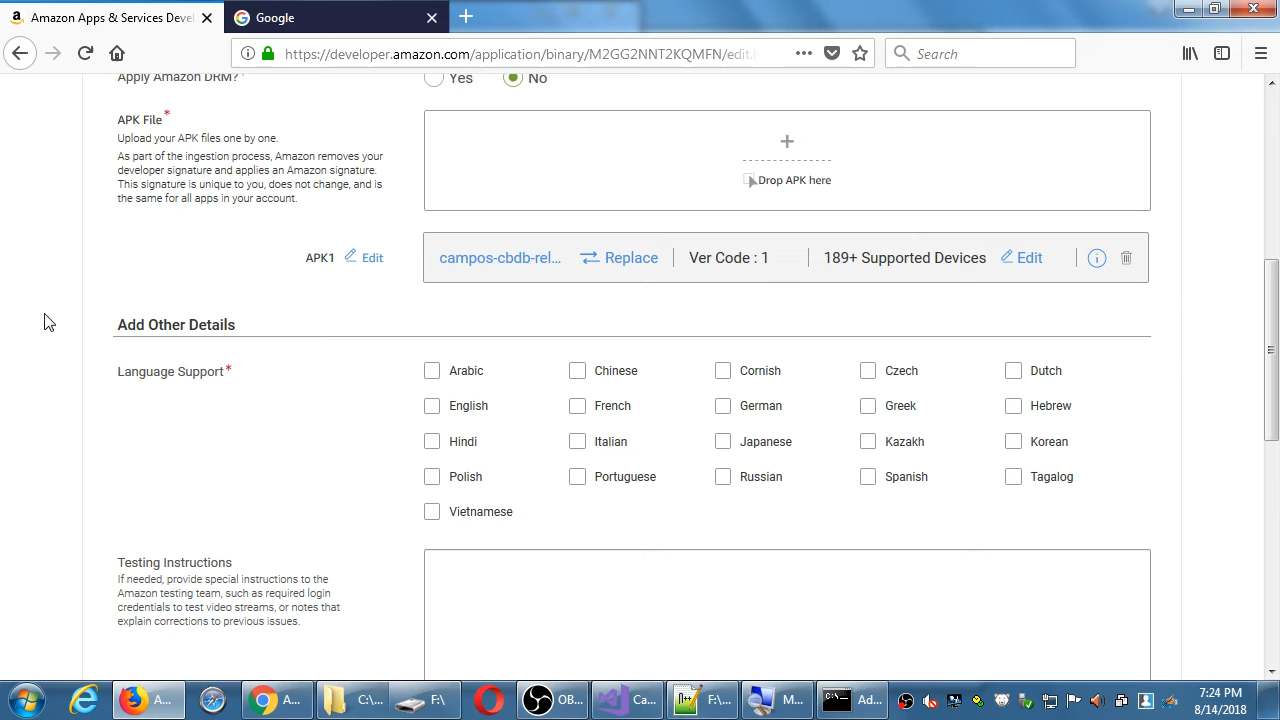 Amazon Apps & Services Devel
Google
https://developer.amazon.com/application/binary/M2GG2NNT2KQMFN/edit.h
Search
Apply Amazon DRM?*
Yes
No
APK File*
Upload your APK files one by one.
As part of the ingestion process, Amazon removes your
developer signature and applies an Amazon signature.
This signature is unique to you, does not change, and is
the same for all apps in your account.
Drop APK here
APK1 Edit
campos-cbdb-rel... Replace Ver Code : 1 189+ Supported Devices Edit
Add Other Details
Language Support*
Arabic Chinese Cornish Czech Dutch
English French German Greek Hebrew
Hindi Italian Japanese Kazakh Korean
Polish Portuguese Russian Spanish Tagalog
Vietnamese
Testing Instructions
If needed, provide special instructions to the
Amazon testing team, such as required login
credentials to test video streams, or notes that
explain corrections to previous issues.
A... A... C:\... F:\ OB... Ca... F:\... M... Ad...
7:24 PM
8/14/2018